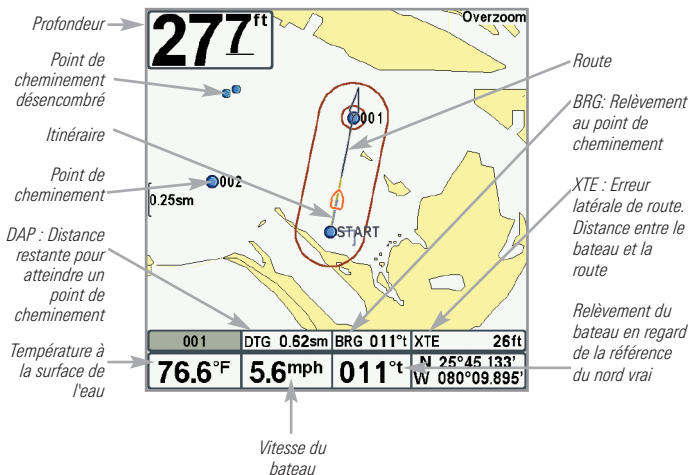 Profondeur
Point de
cheminement
désencombré
Itinéraire
Point de
cheminement
DAP : Distance
restante pour
atteindre un
point de
cheminement
Température à
la surface de
l'eau
277 ft
Overzoom
001
002
0.25sm
START
001
DTG 0.62sm
BRG 011°t
XTE 26ft
76.6°F
5.6mph
011°t
N 25°45.133'
W 080°09.895'
Route
BRG: Relèvement
au point de
cheminement
XTE : Erreur
latérale de route.
Distance entre le
bateau et la
route
Relèvement du
bateau en regard
de la référence
du nord vrai
Vitesse du
bateau